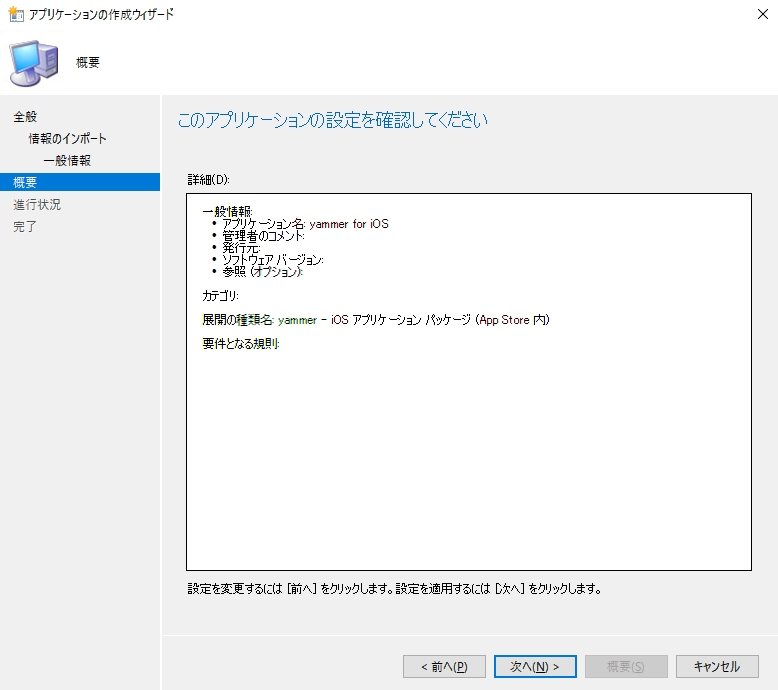 アプリケーションの作成ウィザード
概要
全般
情報のインポート
一般情報
概要
進行状況
完了
このアプリケーションの設定を確認してください
詳細(D):
一般情報:
• アプリケーション名: yammer for iOS
• 管理者のコメント:
• 発行元:
• ソフトウェア バージョン:
• 参照 (オプション):
カテゴリ:
展開の種類名: yammer - iOS アプリケーション パッケージ (App Store 内)
要件となる規則:
設定を変更するには [前へ] をクリックします。設定を適用するには [次へ] をクリックします。
< 前へ(P)
次へ(N) >
概要(S)
キャンセル